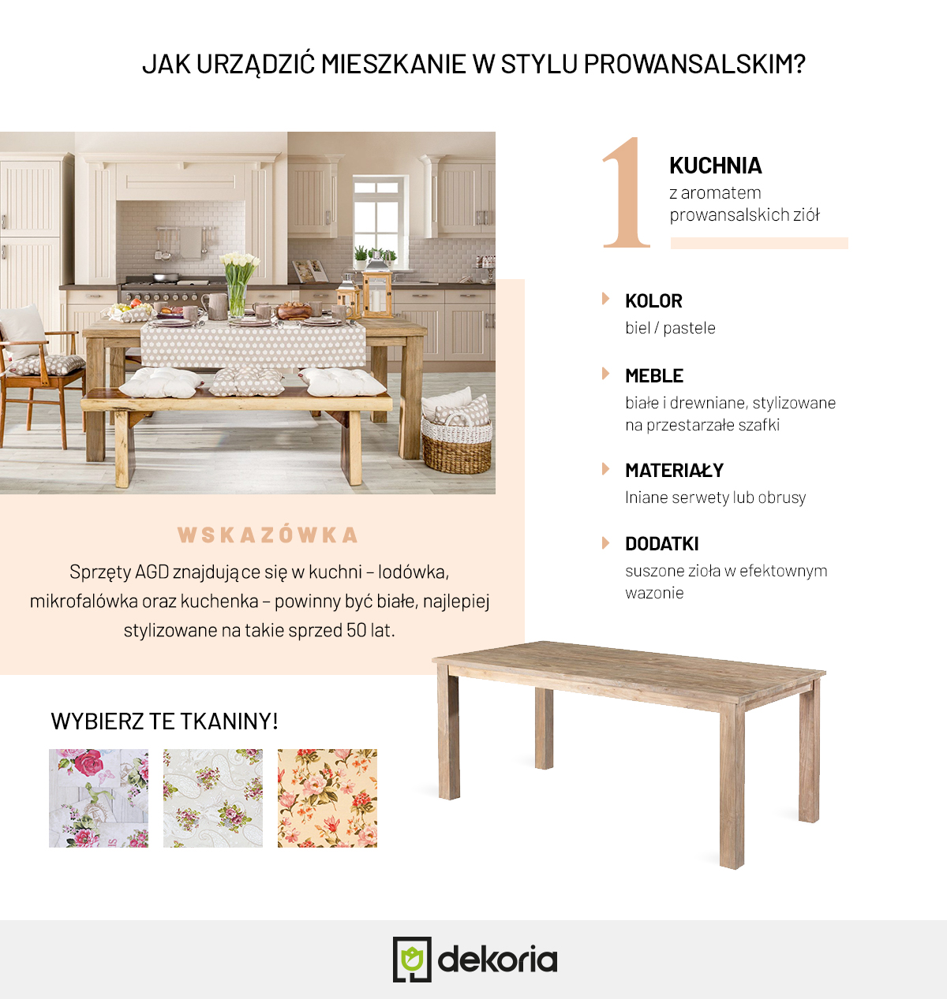 JAK URZĄDZIĆ MIESZKANIE W STYLU PROWANSALSKIM?
1
KUCHNIA
z aromatem
prowansalskich ziół
KOLOR
biel / pastele
MEBLE
białe i drewniane, stylizowane
na przestarzałe szafki
MATERIAŁY
lniane serwety lub obrusy
DODATKI
suszone zioła w efektownym
wazonie
WSKAZÓWKA
Sprzęty AGD znajdujące się w kuchni – lodówka,
mikrofalówka oraz kuchenka – powinny być białe, najlepiej
stylizowane na takie sprzed 50 lat.
WYBIERZ TE TKANINY!
dekoria